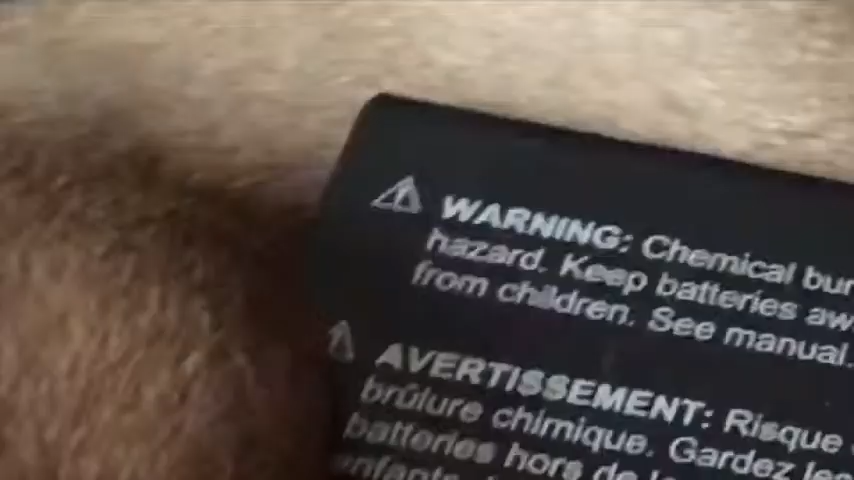 WARNING: Chemical bur
hazard. Keep batteries aw
from children. See manual.
AVERTISSEMENT: Risque
brûlure chimique. Gardez les
batteries hors de
enfants